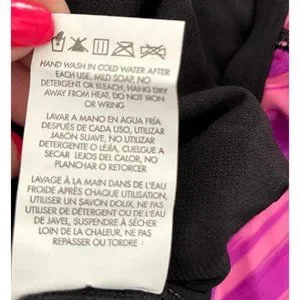 HAND WASH IN COLD WATER AFTER
EACH USE, MILD SOAP, NO
DETERGENT OR BLEACH, HANG DRY
AWAY FROM HEAT, DO NOT IRON
OR WRING
LAVAR A MANO EN AGUA FRÍA
DESPUÉS DE CADA USO, UTILIZAR
JABÓN SUAVE, NO UTILIZAR
DETERGENTE O LEJÍA, CUELGUE A
SECAR LEJOS DEL CALOR, NO
PLANCHAR O RETORCER
LAVAGE À LA MAIN DANS DE L'EAU
FROIDE APRÈS CHAQUE UTILISATION,
UTILISER UN SAVON DOUX, NE PAS
UTILISER DE DÉTERGENT OU DE L'EAU
DE JAVEL, SUSPENDRE À SÉCHER
LOIN DE LA CHALEUR, NE PAS
REPASSER OU TORDRE